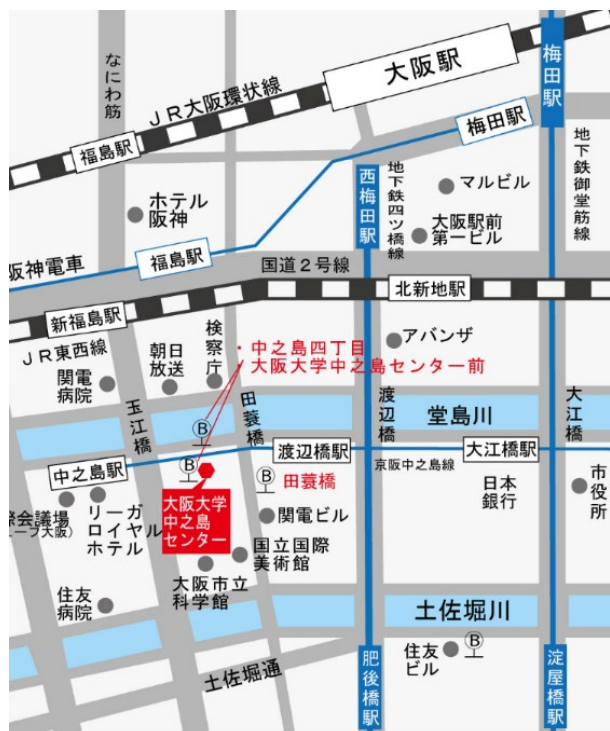 なにわ筋
JR大阪環状線
大阪駅
梅田駅
福島駅
梅田駅
地下鉄御堂筋線
ホテル
阪神
西梅田駅
地下鉄四ツ橋線
マルビル
大阪駅前
第一ビル
阪神電車
福島駅
国道2号線
北新地駅
新福島駅
JR東西線
関電
病院
朝日
放送
検察庁
・中之島四丁目
大阪大学中之島センター前
アバンザ
玉江橋
田蓑橋
渡辺橋
堂島川
大江橋
B
中之島駅
渡辺橋駅
京阪中之島線
大江橋駅
B
B
田蓑橋
日本
銀行
市役所
際会議場
リーガ
ロイヤル
ホテル
大阪大学
中之島
センター
関電ビル
国立国際
美術館
大阪市立
科学館
住友
病院
土佐堀川
土佐堀通
肥後橋駅
住友
ビル
B
淀屋橋駅